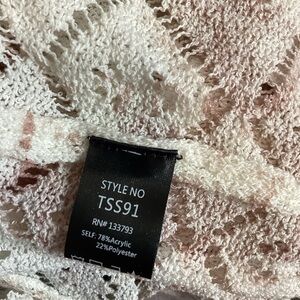 STYLE NO
TSS91
RN# 133793
SELF: 78%Acrylic
22%Polyester